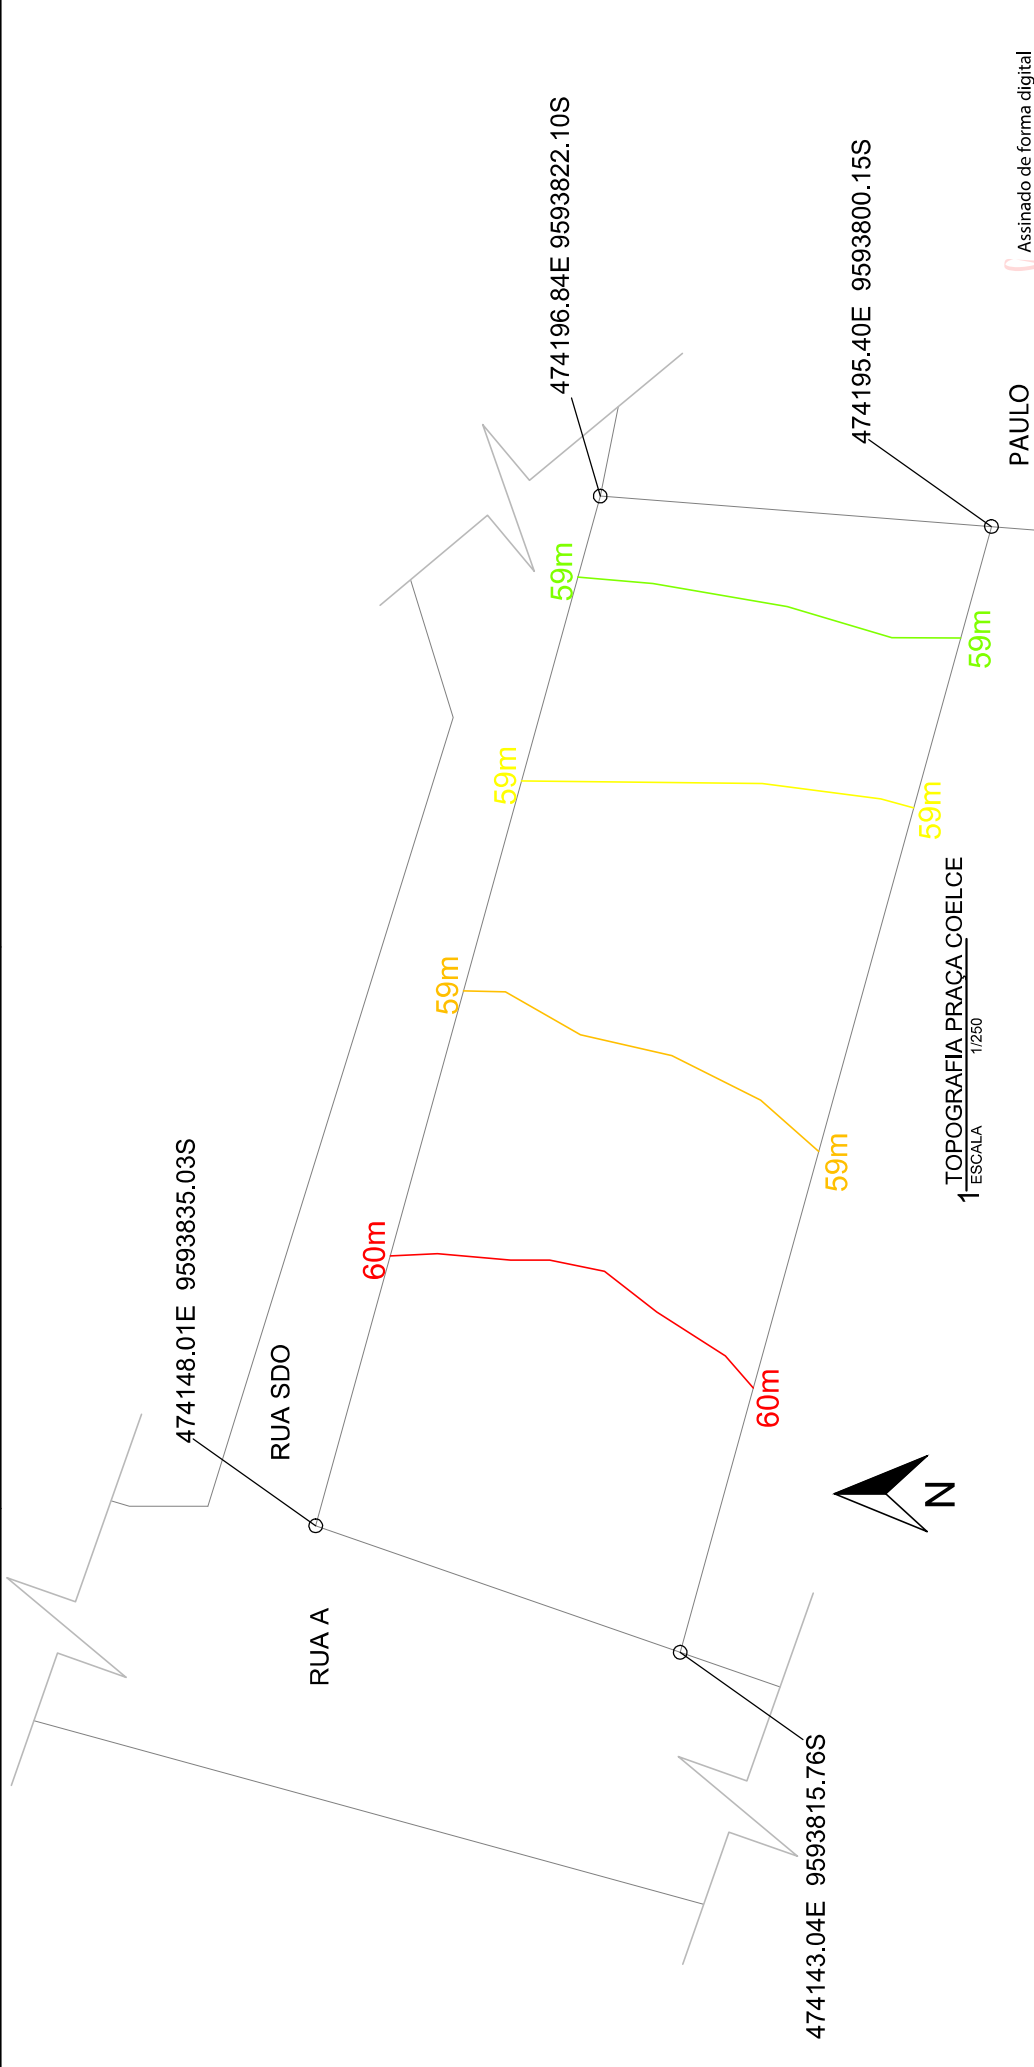 474148.01E 9593835.03S
474196.84E 9593822.10S
474195.40E 9593800.15S
474143.04E 9593815.76S
RUA SDO
RUA A
60m
59m
59m
59m
60m
59m
59m
59m
N
1
TOPOGRAFIA PRAÇA COELCE
ESCALA 1/250
PAULO
Assinado de forma digital